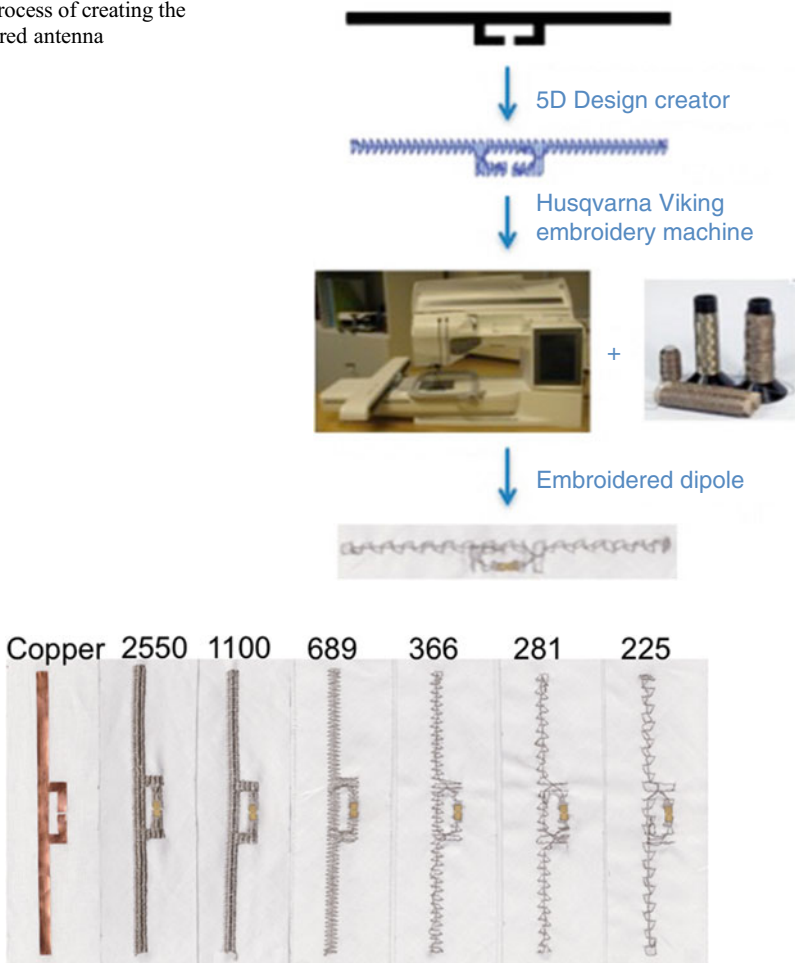 rocess of creating the
red antenna
5D Design creator
Husqvarna Viking
embroidery machine
+
Embroidered dipole
Copper 2550 1100 689 366 281 225